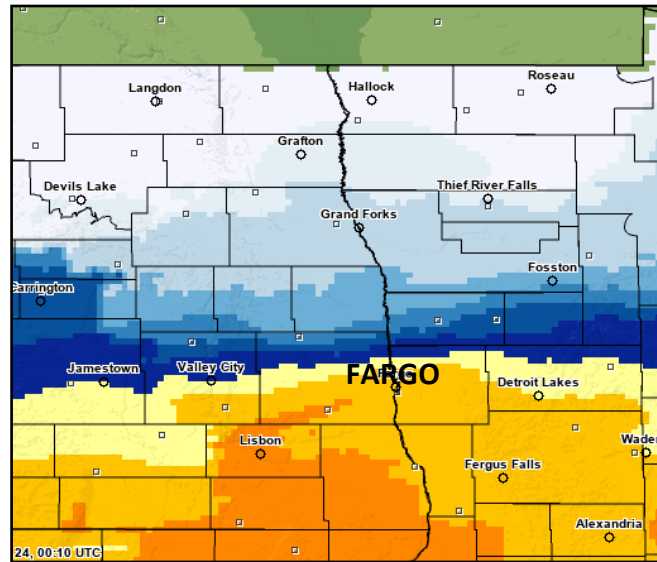 Roseau
Langdon
Hallock
Grafton
Devils Lake
Thief River Falls
Grand Forks
Fosston
Carrington
Jamestown
Valley City
FARGO
Detroit Lakes
Lisbon
Waden
Fergus Falls
Alexandria
24, 00:10 UTC